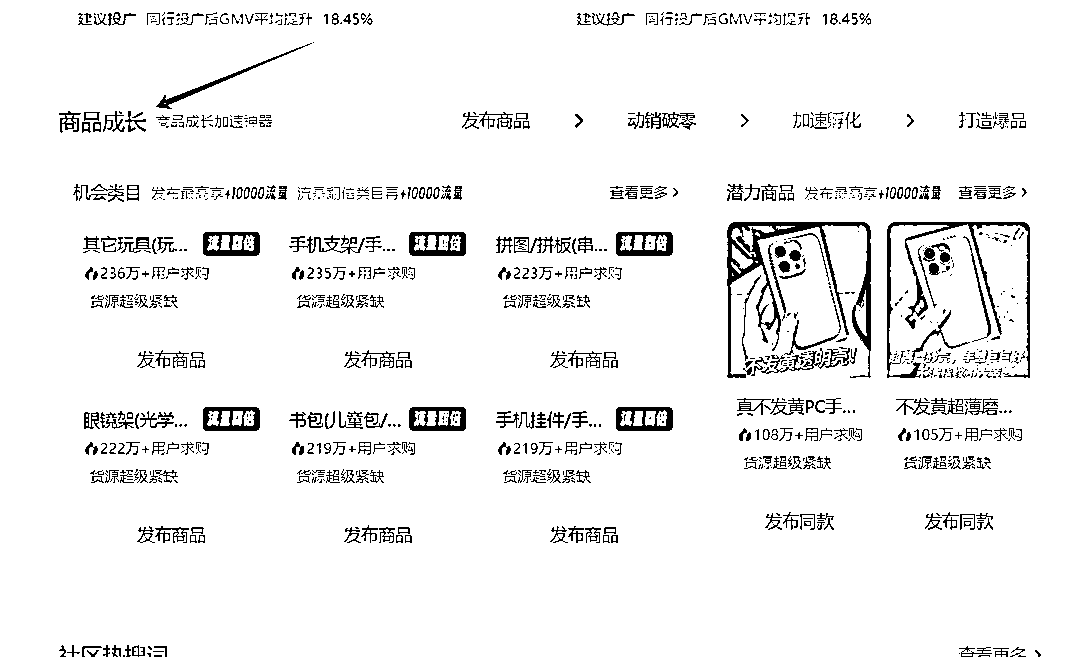 建议投广 同行投广后GMV平均提升 18.45%
建议投广 同行投广后GMV平均提升 18.45%
商品成长 商品成长加速神器
发布商品 > 动销破零 > 加速孵化 > 打造爆品
机会类目 发布最高享+10000流量 流量翻倍类目再+10000流量 查看更多>
其它玩具(玩... 流量翻倍
236万+用户求购
货源超级紧缺
发布商品
手机支架/手... 流量翻倍
235万+用户求购
货源超级紧缺
发布商品
拼图/拼板(串... 流量翻倍
223万+用户求购
货源超级紧缺
发布商品
眼镜架(光学... 流量翻倍
222万+用户求购
货源超级紧缺
发布商品
书包(儿童包/... 流量翻倍
219万+用户求购
货源超级紧缺
发布商品
手机挂件/手... 流量翻倍
219万+用户求购
货源超级紧缺
发布商品
潜力商品 发布最高享+10000流量 查看更多>
不发黄透明壳!
真不发黄PC手...
108万+用户求购
货源超级紧缺
发布同款
不发黄超薄磨...
105万+用户求购
货源超级紧缺
发布同款
社区热搜词 查看更多>